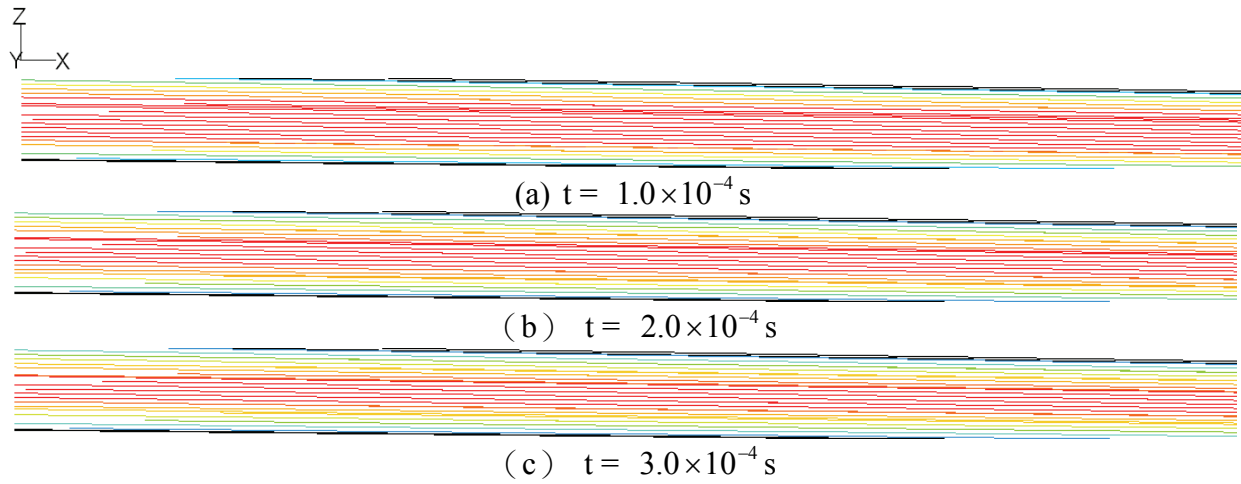 Z
Y X
(a) t = 1.0×10⁻⁴ s
（b） t = 2.0×10⁻⁴ s
（c） t = 3.0×10⁻⁴ s